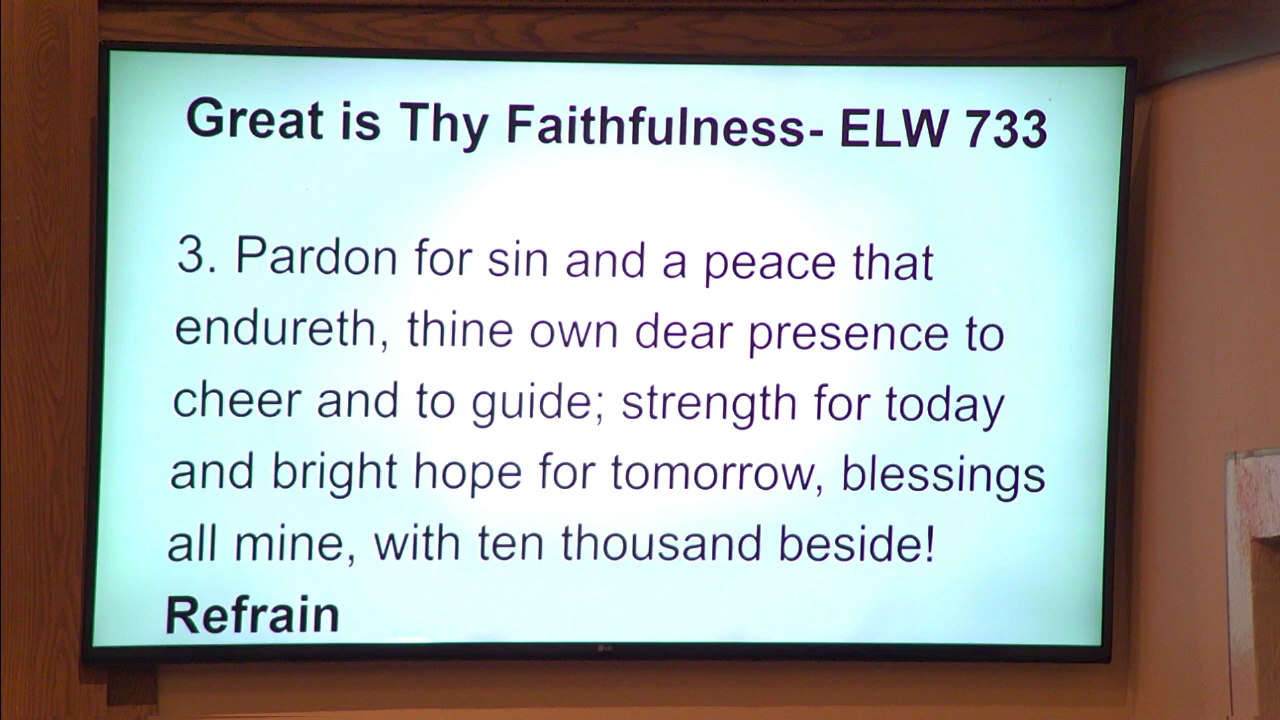 Great is Thy Faithfulness- ELW 733
3. Pardon for sin and a peace that
endureth, thine own dear presence to
cheer and to guide; strength for today
and bright hope for tomorrow, blessings
all mine, with ten thousand beside!
Refrain
LG